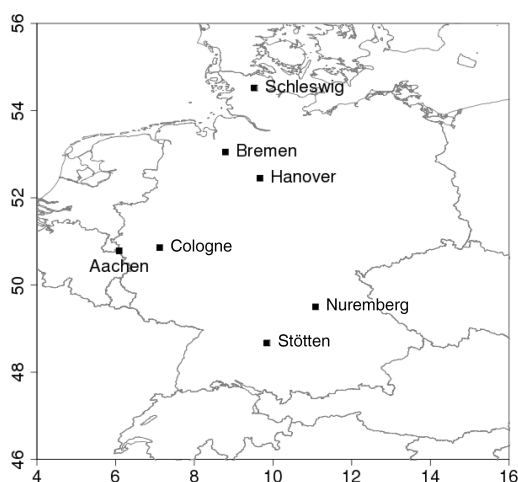 56
54
Schleswig
Bremen
Hanover
52
Cologne
Aachen
50
Nuremberg
Stötten
48
46
4 6 8 10 12 14 16